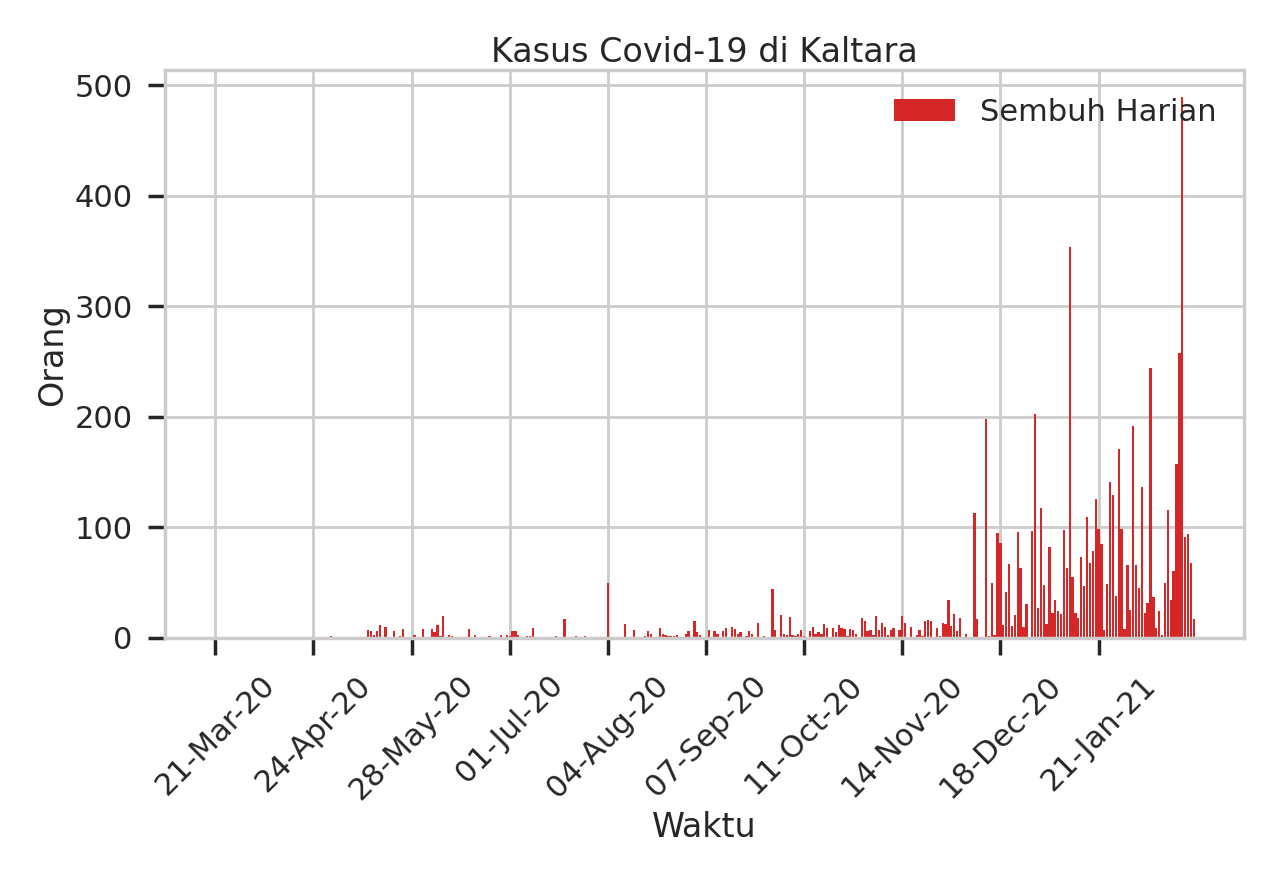 Kasus Covid-19 di Kaltara
Sembuh Harian
Orang
500
400
300
200
100
0
21-Mar-20
24-Apr-20
28-May-20
01-Jul-20
04-Aug-20
07-Sep-20
11-Oct-20
14-Nov-20
18-Dec-20
21-Jan-21
Waktu